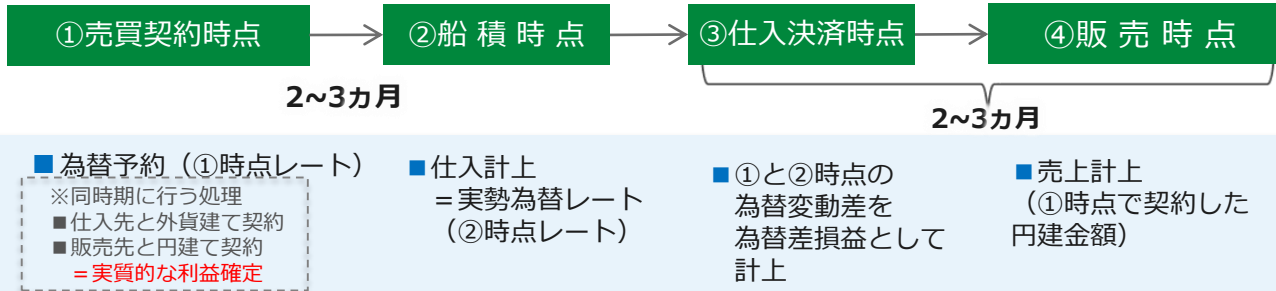 ①売買契約時点
②船 積 時 点
③仕入決済時点
④販 売 時 点
2~3ヵ月
2~3ヵ月
■為替予約（①時点レート）
※同時期に行う処理
■仕入先と外貨建て契約
■販売先と円建て契約
＝実質的な利益確定
■仕入計上
＝実勢為替レート
（②時点レート）
■①と②時点の
為替変動差を
為替差損益として
計上
■売上計上
（①時点で契約した
円建金額）